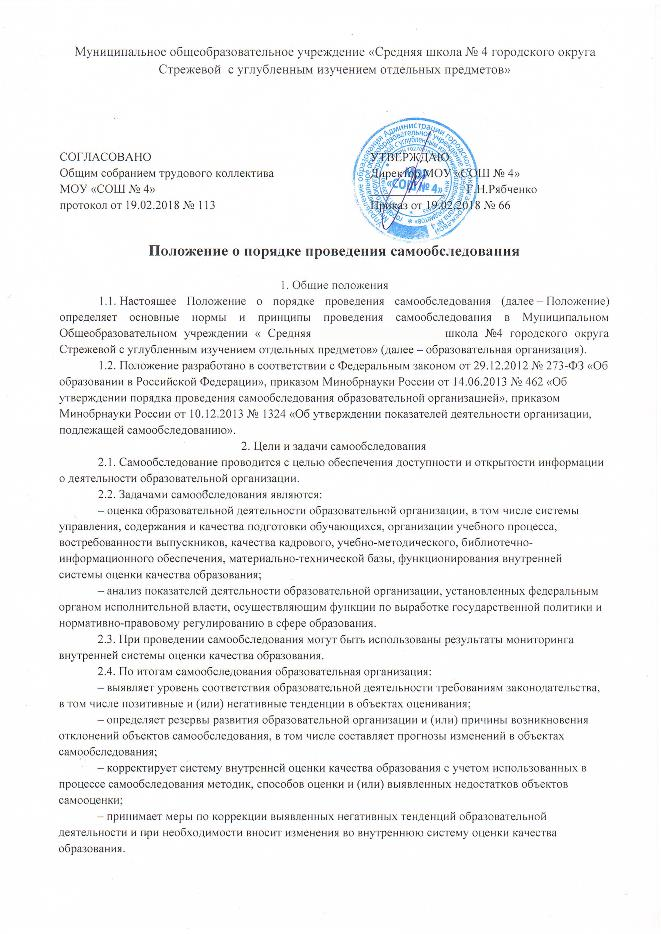 Муниципальное общеобразовательное учреждение «Средняя школа № 4 городского округа
Стрежевой с углубленным изучением отдельных предметов»
СОГЛАСОВАНО
Общим собранием трудового коллектива
МОУ «СОШ № 4»
протокол от 19.02.2018 № 113
УТВЕРЖДАЮ
Директор МОУ «СОШ № 4»
Г.Н.Рябченко
Приказ от 19.02.2018 № 66
«СОШ № 4»
Положение о порядке проведения самообследования
1. Общие положения
1.1. Настоящее Положение о порядке проведения самообследования (далее – Положение)
определяет основные нормы и принципы проведения самообследования в Муниципальном
Общеобразовательном учреждении « Средняя школа №4 городского округа
Стрежевой с углубленным изучением отдельных предметов» (далее – образовательная организация).
1.2. Положение разработано в соответствии с Федеральным законом от 29.12.2012 № 273-ФЗ «Об
образовании в Российской Федерации», приказом Минобрнауки России от 14.06.2013 № 462 «Об
утверждении порядка проведения самообследования образовательной организацией», приказом
Минобрнауки России от 10.12.2013 № 1324 «Об утверждении показателей деятельности организации,
подлежащей самообследованию».
2. Цели и задачи самообследования
2.1. Самообследование проводится с целью обеспечения доступности и открытости информации
о деятельности образовательной организации.
2.2. Задачами самообследования являются:
– оценка образовательной деятельности образовательной организации, в том числе системы
управления, содержания и качества подготовки обучающихся, организации учебного процесса,
востребованности выпускников, качества кадрового, учебно-методического, библиотечно-
информационного обеспечения, материально-технической базы, функционирования внутренней
системы оценки качества образования;
– анализ показателей деятельности образовательной организации, установленных федеральным
органом исполнительной власти, осуществляющим функции по выработке государственной политики и
нормативно-правовому регулированию в сфере образования.
2.3. При проведении самообследования могут быть использованы результаты мониторинга
внутренней системы оценки качества образования.
2.4. По итогам самообследования образовательная организация:
– выявляет уровень соответствия образовательной деятельности требованиям законодательства,
в том числе позитивные и (или) негативные тенденции в объектах оценивания;
– определяет резервы развития образовательной организации и (или) причины возникновения
отклонений объектов самообследования, в том числе составляет прогнозы изменений в объектах
самообследования;
– корректирует систему внутренней оценки качества образования с учетом использованных в
процессе самообследования методик, способов оценки и (или) выявленных недостатков объектов
самооценки;
– принимает меры по коррекции выявленных негативных тенденций образовательной
деятельности и при необходимости вносит изменения во внутреннюю систему оценки качества
образования.